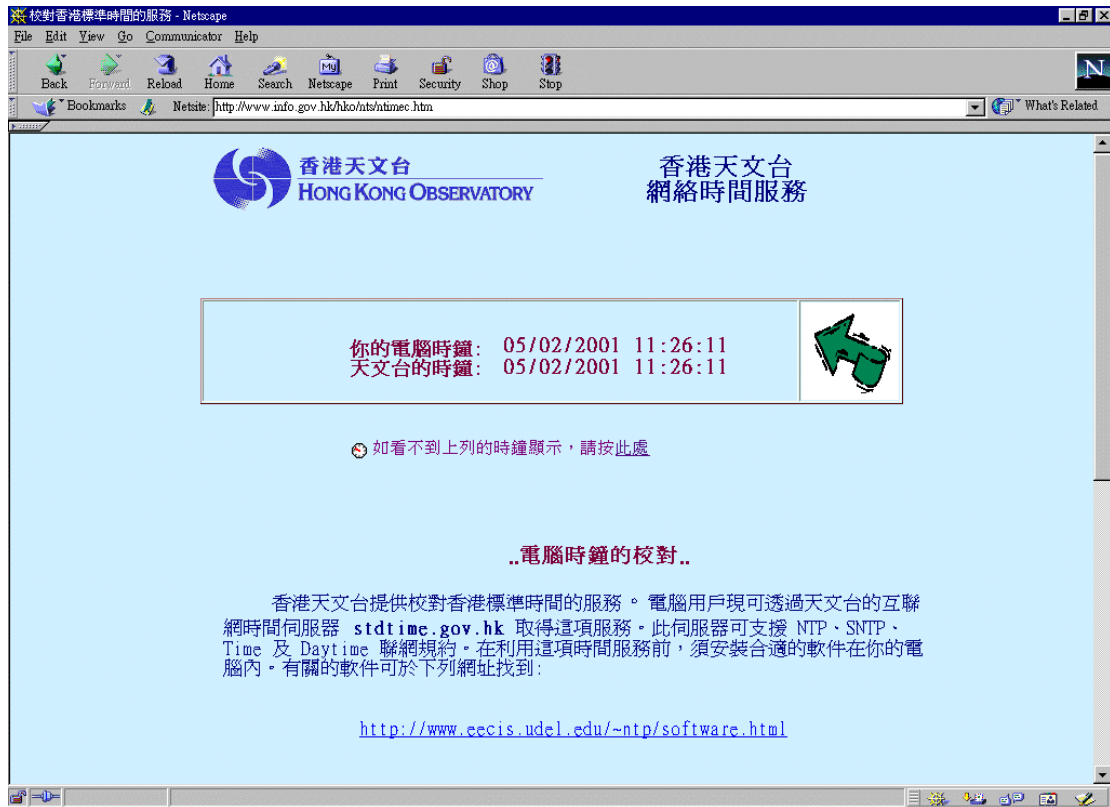 校對香港標準時間的服務 - Netscape
File Edit View Go Communicator Help
Back Forward Reload Home Search Netscape Print Security Shop Stop
My
N
Bookmarks Netsite: http://www.info.gov.hk/hko/nts/ntimec.htm What's Related
香港天文台
HONG KONG OBSERVATORY
香港天文台
網絡時間服務
你的電腦時鐘: 05/02/2001 11:26:11
天文台的時鐘: 05/02/2001 11:26:11
如看不到上列的時鐘顯示，請按此處
..電腦時鐘的校對..
香港天文台提供校對香港標準時間的服務。電腦用戶現可透過天文台的互聯
網時間伺服器 stdtime.gov.hk 取得這項服務。此伺服器可支援 NTP、SNTP、
Time 及 Daytime 聯網規約。在利用這項時間服務前，須安裝合適的軟件在你的電
腦內。有關的軟件可於下列網址找到:
http://www.eecis.udel.edu/~ntp/software.html